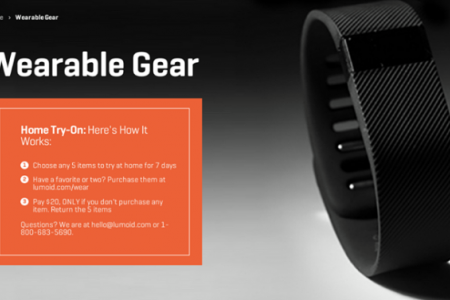 › Wearable Gear
Wearable Gear
Home Try-On: Here's How It
Works:
1 Choose any 5 items to try at home for 7 days
2 Have a favorite or two? Purchase them at
lumoid.com/wear
3 Pay $20, ONLY if you don't purchase any
item. Return the 5 items
Questions? We are at hello@lumoid.com or 1-
800-683-5690.